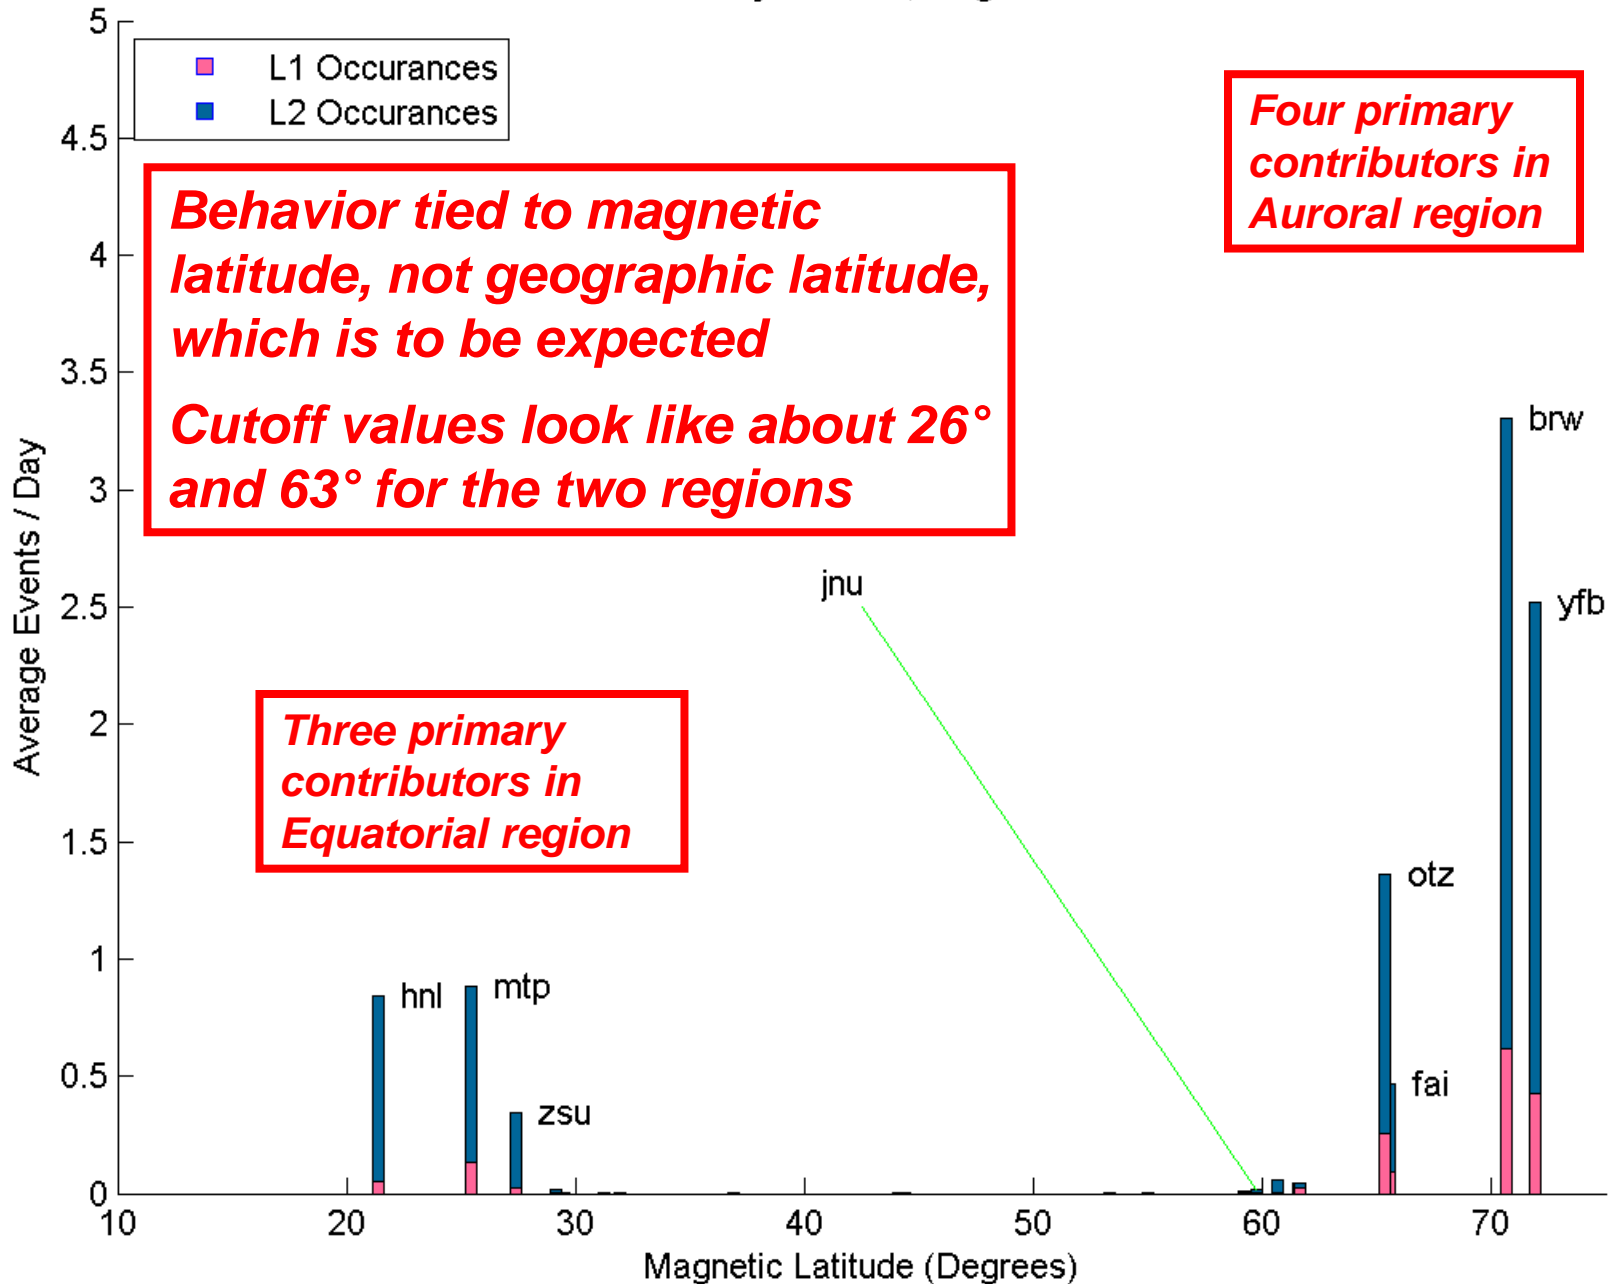 5
L1 Occurances
L2 Occurances
4.5
Four primary
contributors in
Auroral region
Behavior tied to magnetic
latitude, not geographic latitude,
which is to be expected
Cutoff values look like about 26°
and 63° for the two regions
4
3.5
3
2.5
2
1.5
1
0.5
0
Average Events / Day
brw
jnu
yfb
Three primary
contributors in
Equatorial region
otz
hnl
mtp
fai
zsu
10
20
30
40
50
60
70
Magnetic Latitude (Degrees)